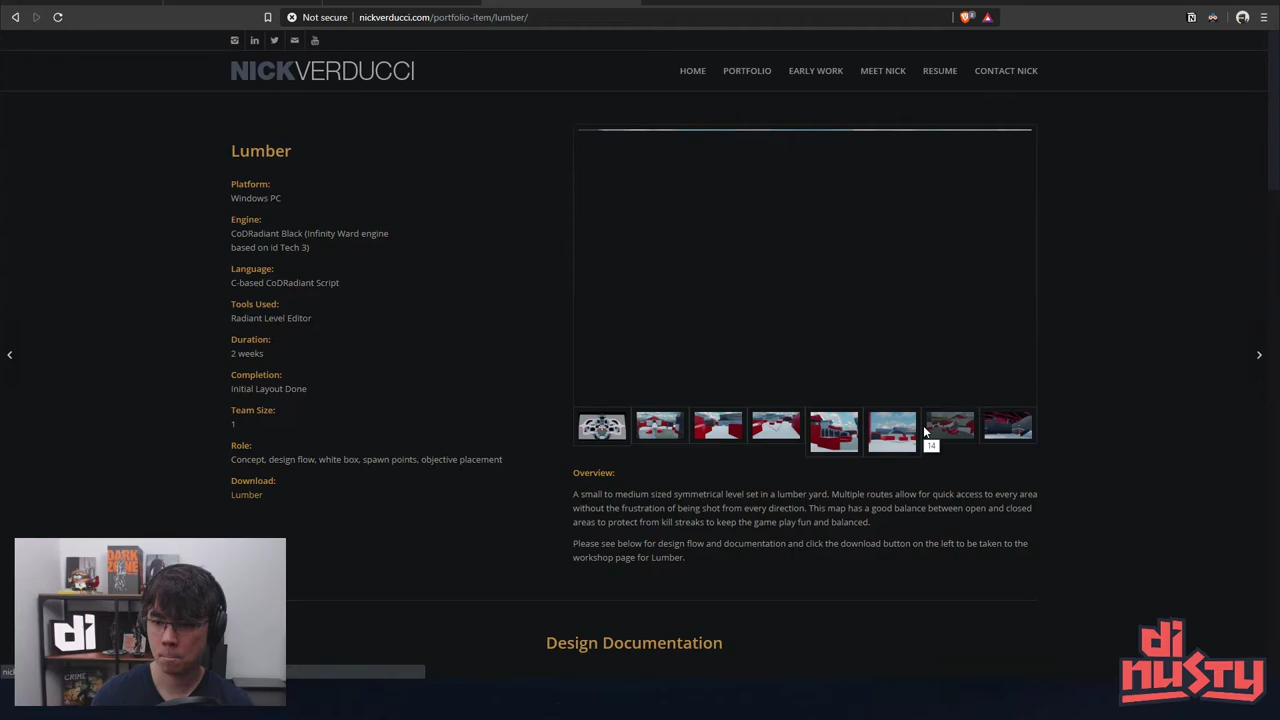 Not secure
nickverducci.com/portfolio-item/lumber/
NICKVERDUCCI
HOME
PORTFOLIO
EARLY WORK
MEET NICK
RESUME
CONTACT NICK
Lumber
Platform:
Windows PC
Engine:
CoDRadiant Black (Infinity Ward engine
based on id Tech 3)
Language:
C-based CoDRadiant Script
Tools Used:
Radiant Level Editor
Duration:
2 weeks
Completion:
Initial Layout Done
Team Size:
1
Role:
Concept, design flow, white box, spawn points, objective placement
Download:
Lumber
14
Overview:
A small to medium sized symmetrical level set in a lumber yard. Multiple routes allow for quick access to every area
without the frustration of being shot from every direction. This map has a good balance between open and closed
areas to protect from kill streaks to keep the game play fun and balanced.
Please see below for design flow and documentation and click the download button on the left to be taken to the
workshop page for Lumber.
Design Documentation
DARK
ZONE
di
CRIME
di
NUSTY